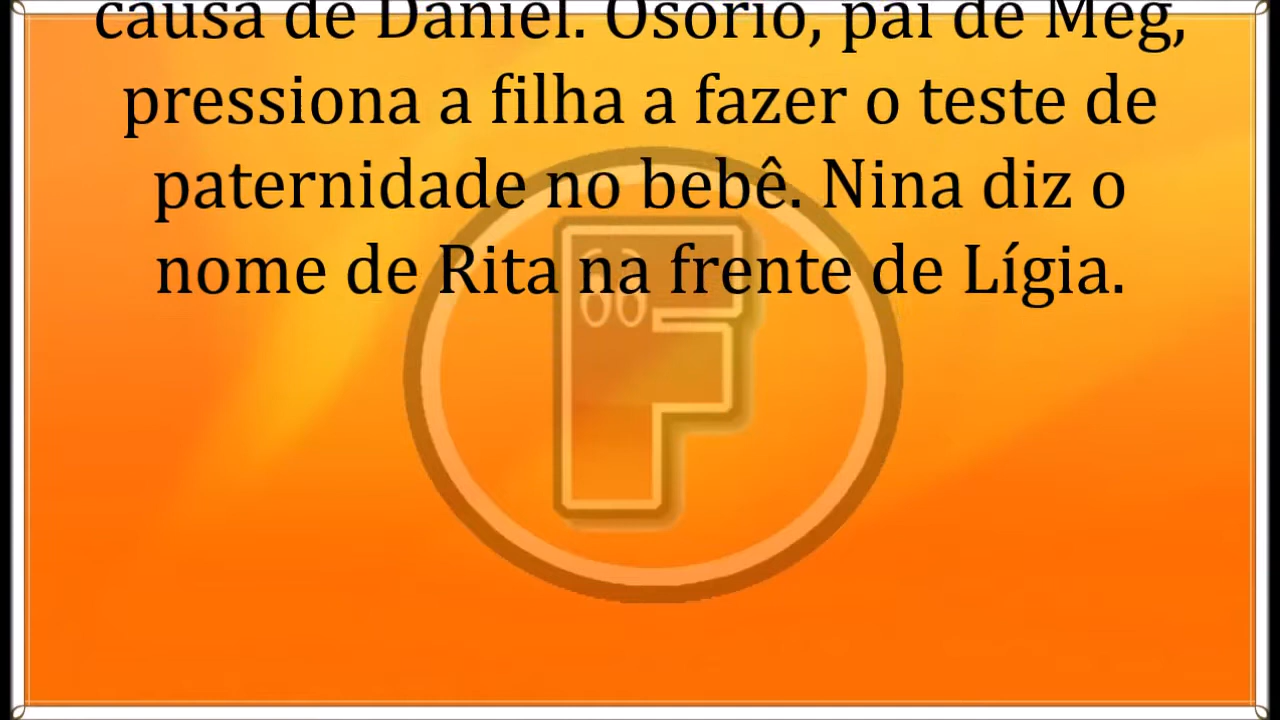 causa de Daniel. Osório, pai de Meg,
pressiona a filha a fazer o teste de
paternidade no bebê. Nina diz o
nome de Rita na frente de Lígia.
F